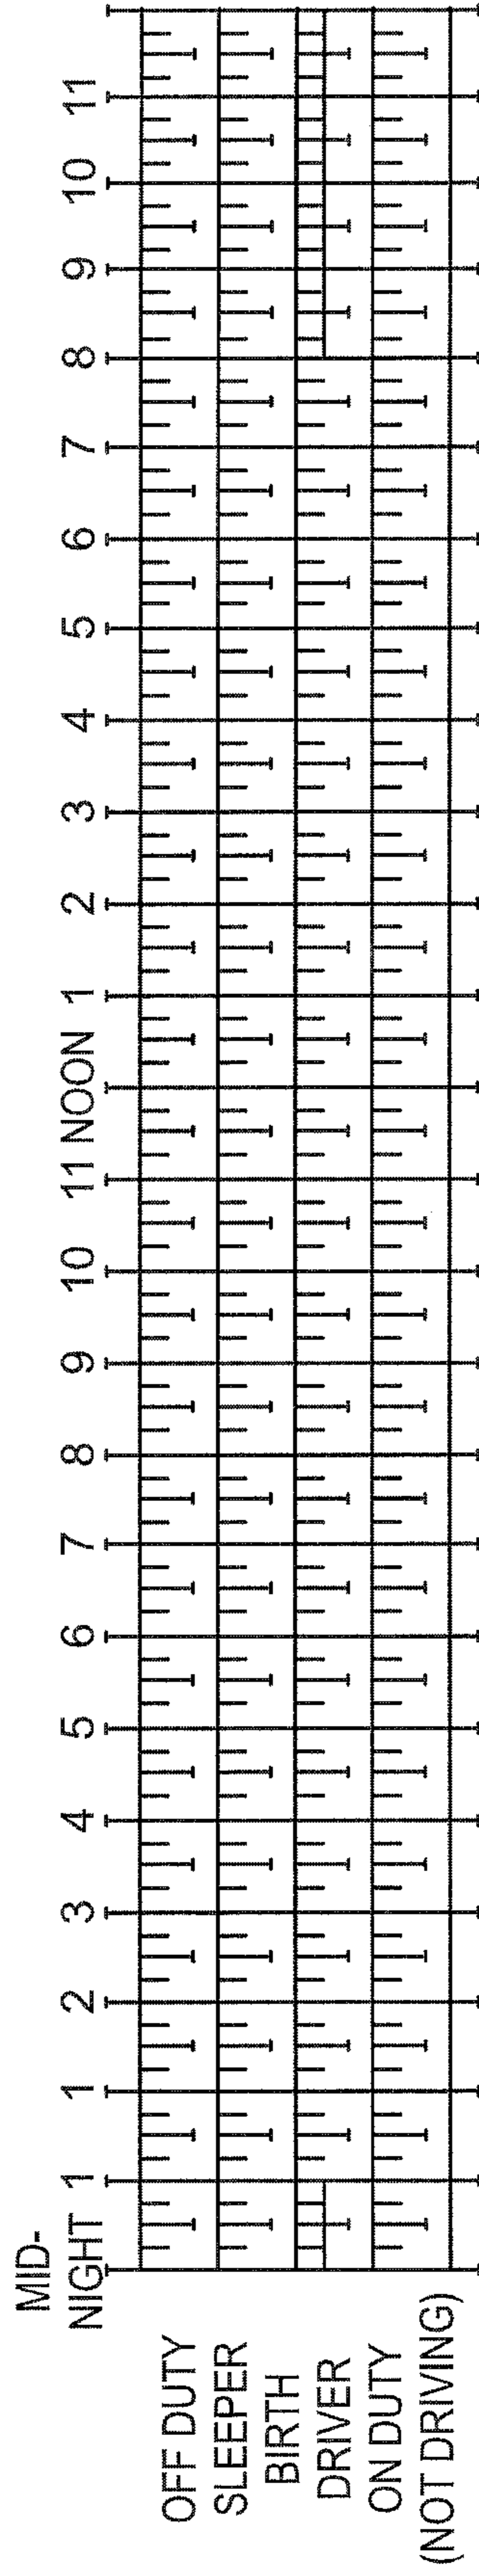 MID-
NIGHT 1 1 2 3 4 5 6 7 8 9 10 11 NOON 1 2 3 4 5 6 7 8 9 10 11
OFF DUTY
SLEEPER
BIRTH
DRIVER
ON DUTY
(NOT DRIVING)